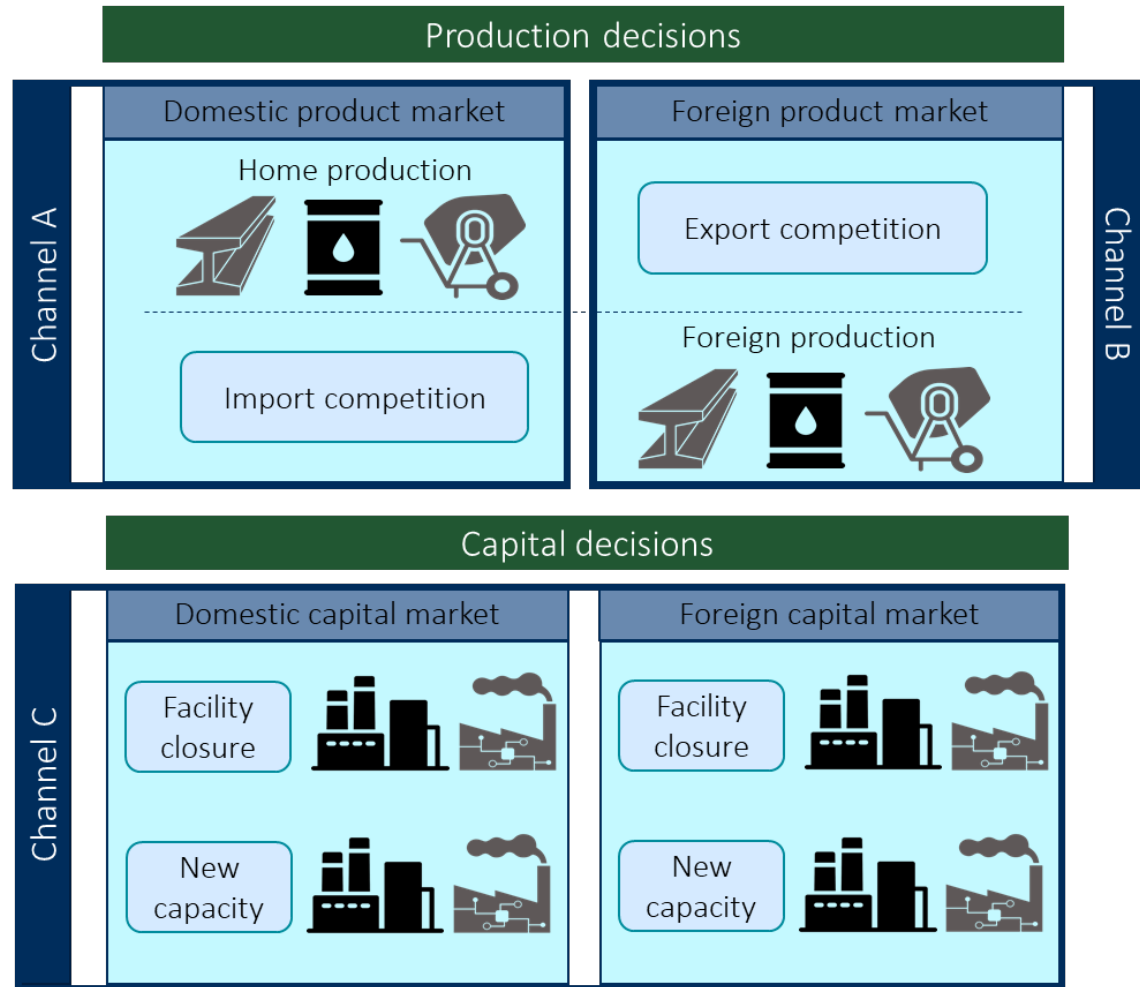 Production decisions
Channel A
Domestic product market
Home production
Import competition
Foreign product market
Export competition
Foreign production
Channel B
Capital decisions
Channel C
Domestic capital market
Facility
closure
New
capacity
Foreign capital market
Facility
closure
New
capacity